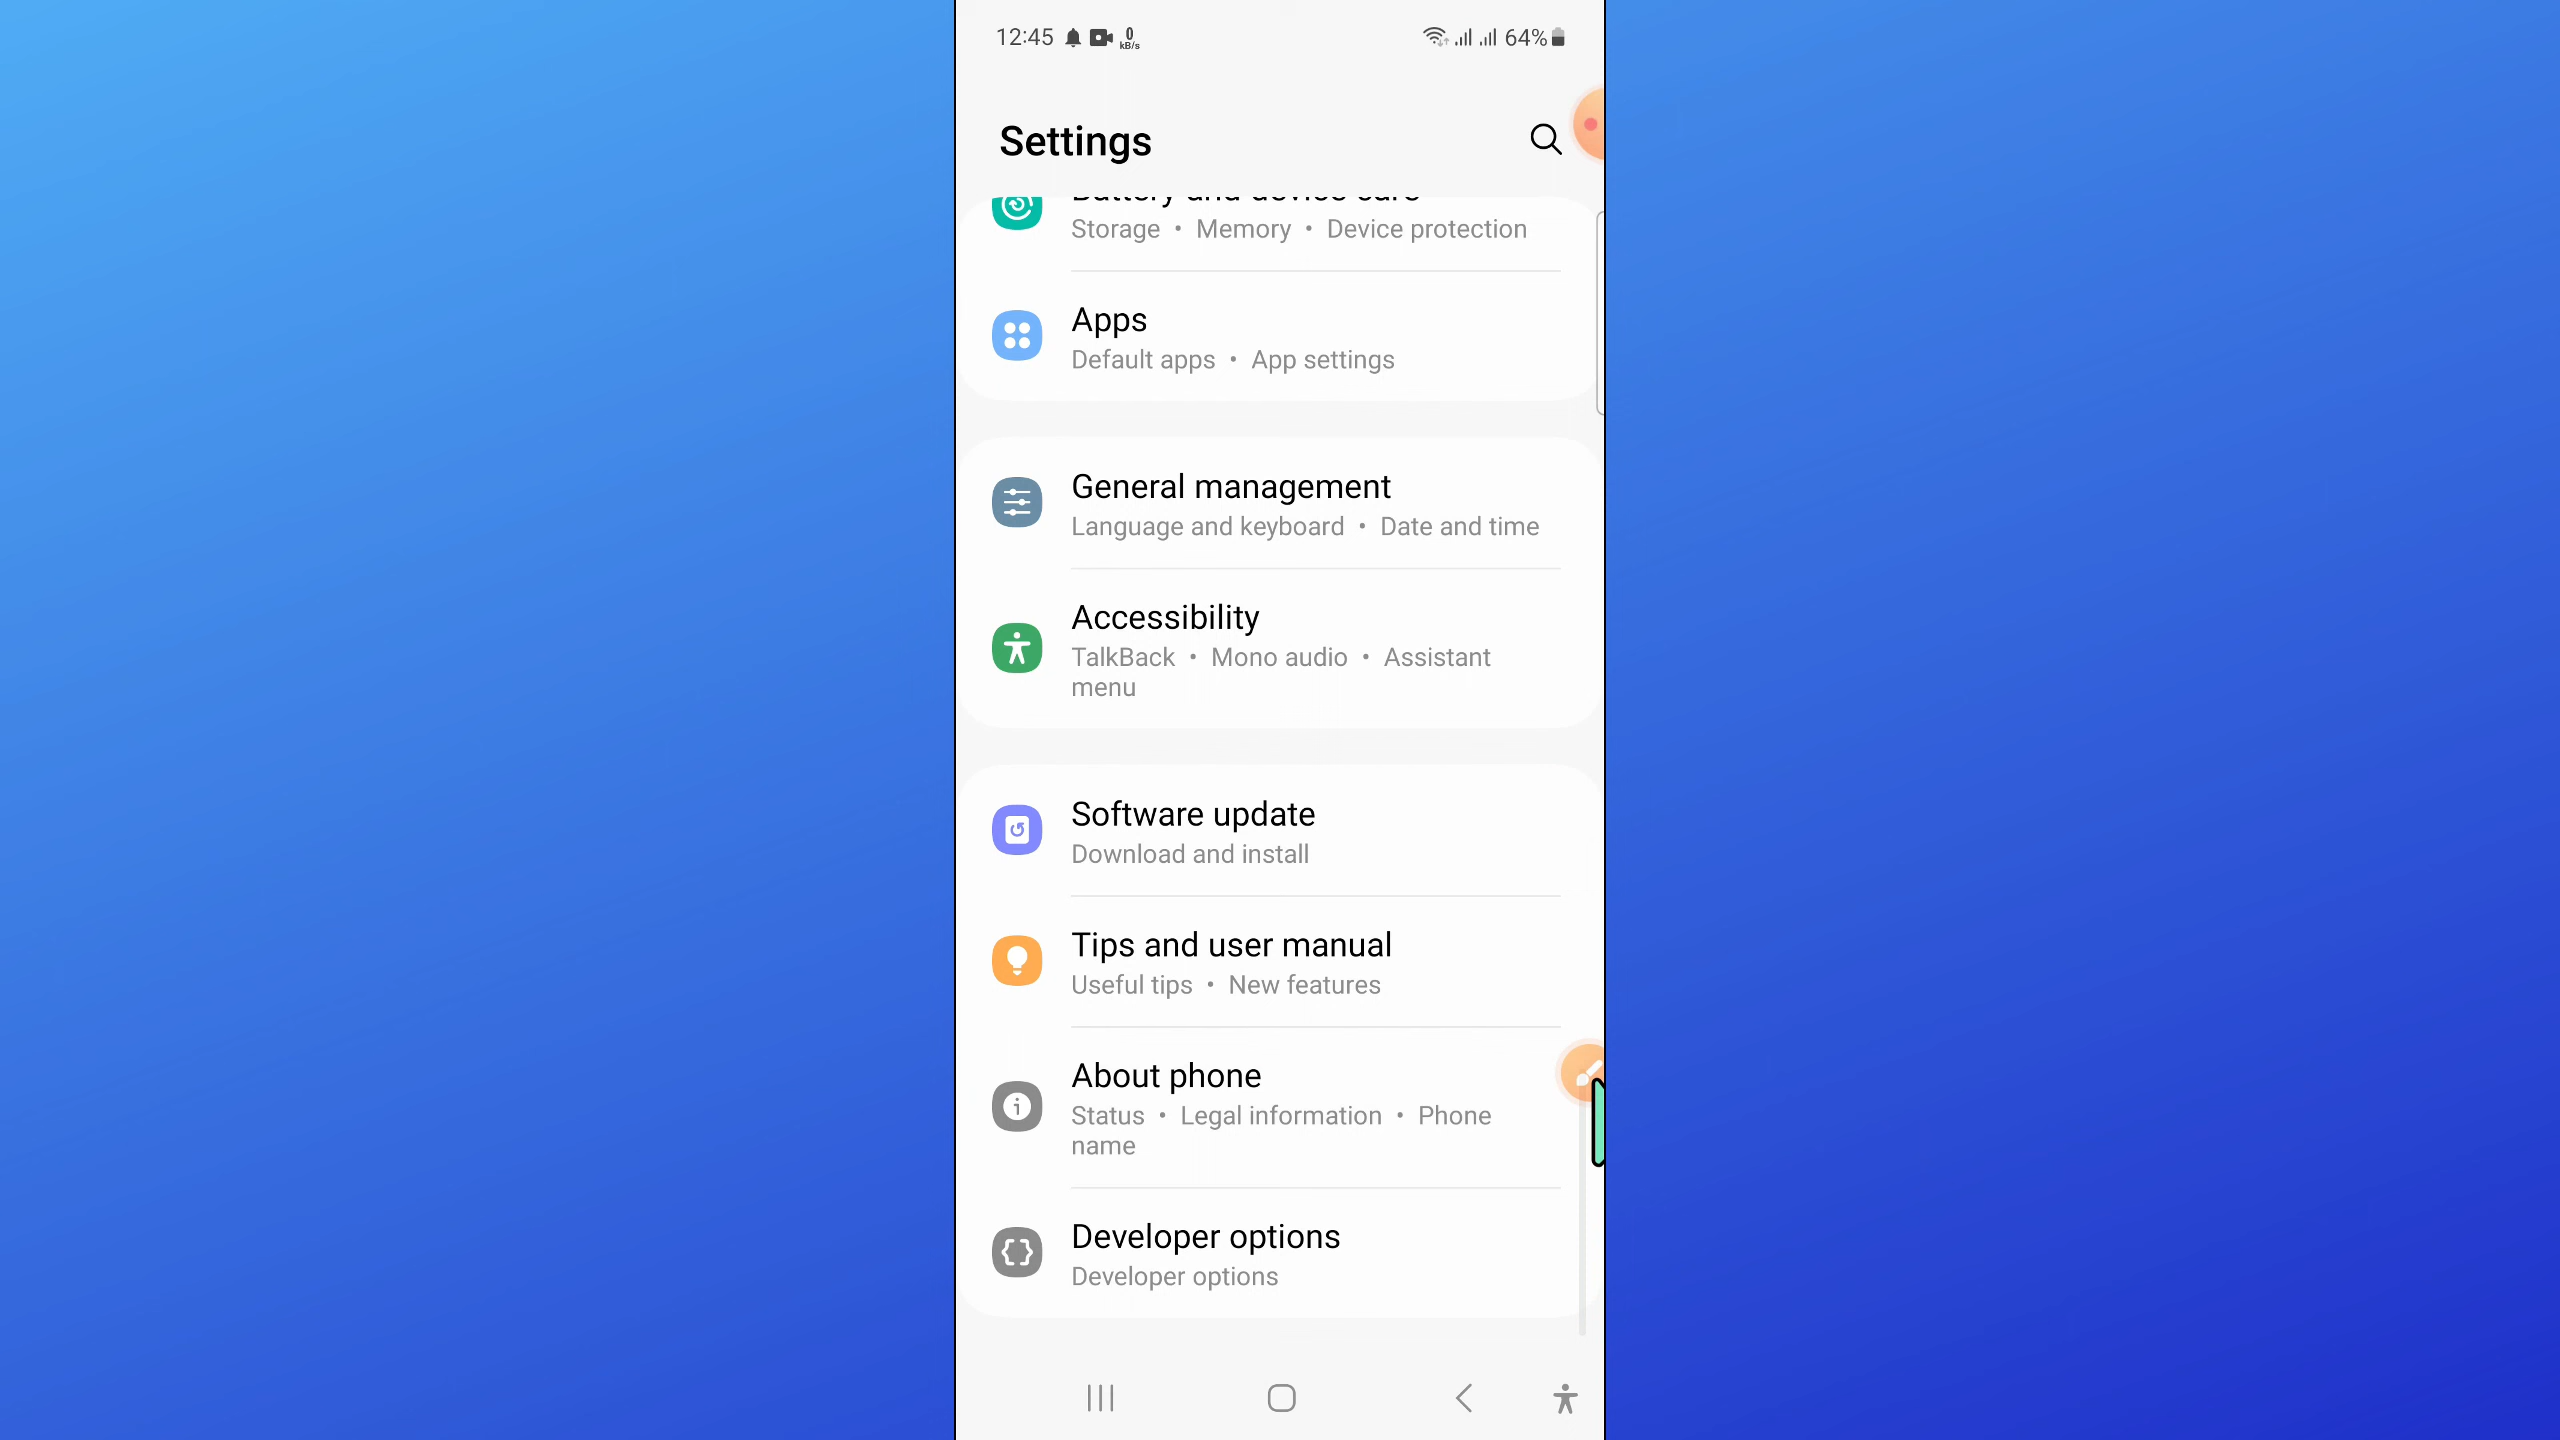 12:45 0 kB/s 64%
Settings
Battery and device care
Storage • Memory • Device protection
Apps
Default apps • App settings
General management
Language and keyboard • Date and time
Accessibility
TalkBack • Mono audio • Assistant
menu
Software update
Download and install
Tips and user manual
Useful tips • New features
About phone
Status • Legal information • Phone
name
Developer options
Developer options